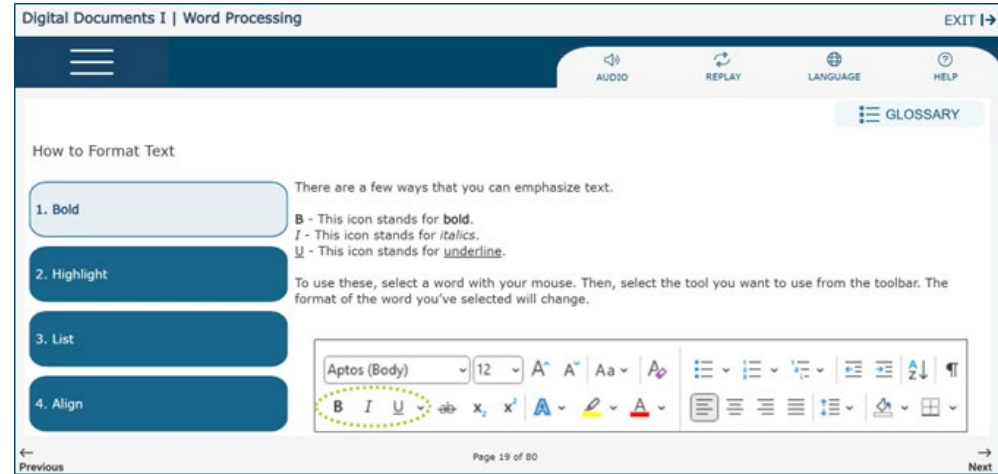 Digital Documents I | Word Processing
EXIT
AUDIO
REPLAY
LANGUAGE
HELP
GLOSSARY
How to Format Text
1. Bold
2. Highlight
3. List
4. Align
There are a few ways that you can emphasize text.
B - This icon stands for bold.
I - This icon stands for italics.
U - This icon stands for underline.
To use these, select a word with your mouse. Then, select the tool you want to use from the toolbar. The
format of the word you've selected will change.
Aptos (Body) 12 A A Aa A
B I U ab x2 x2 A A
A Z
Previous
Page 19 of 80
Next